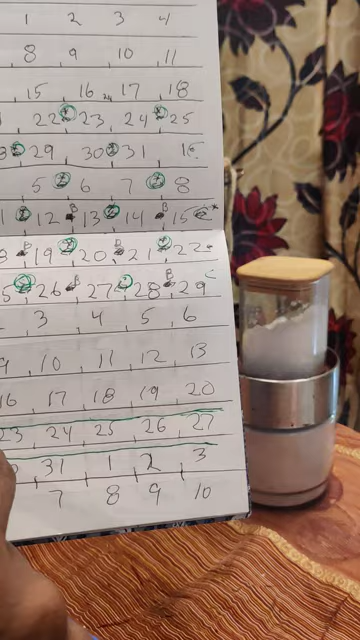 1 2 3 4
8 9 10 11
15 16 17 18
22 23 24 25
29 30 31 1
5 6 7 8
12 B 13 14 B 15
B 19 20 B 21 22
5 26 B 27 28 B 29
3 4 5 6
9 10 11 12 13
16 17 18 19 20
23 24 25 26 27
31 1 2 3
7 8 9 10